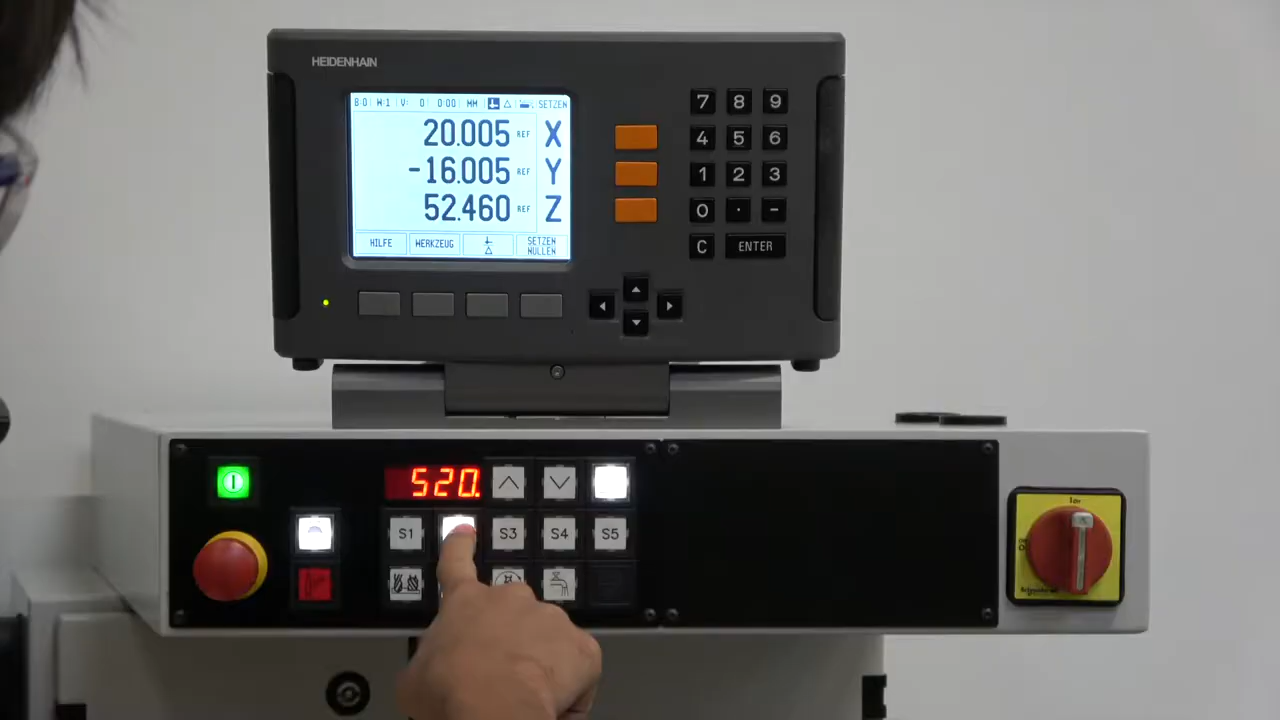 HEIDENHAIN
B:0 W:1 V: 0 0:00 MM SETZEN
20.005 REF X
-16.005 REF Y
52.460 REF Z
HILFE WERKZEUG SETZEN NULLEN
7 8 9
4 5 6
1 2 3
0 . -
C ENTER
520.
S1 S3 S4 S5